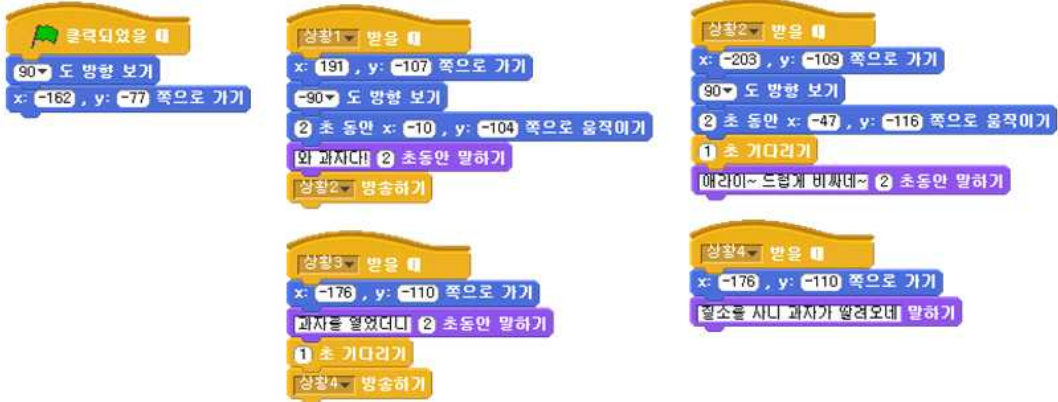 클릭되었을 때
90 도 방향 보기
x: -162 , y: -77 쪽으로 가기
상황1 받을 때
x: 191 , y: -107 쪽으로 가기
-90 도 방향 보기
2 초 동안 x: -10 , y: -104 쪽으로 움직이기
와 과자다! 2 초동안 말하기
상황2 방송하기
상황2 받을 때
x: -203 , y: -109 쪽으로 가기
90 도 방향 보기
2 초 동안 x: -47 , y: -116 쪽으로 움직이기
1 초 기다리기
애라이~ 드럽게 비싸네~ 2 초동안 말하기
상황3 받을 때
x: -176 , y: -110 쪽으로 가기
과자를 열었더니 2 초동안 말하기
1 초 기다리기
상황4 방송하기
상황4 받을 때
x: -176 , y: -110 쪽으로 가기
질소를 사니 과자가 딸려오네 말하기